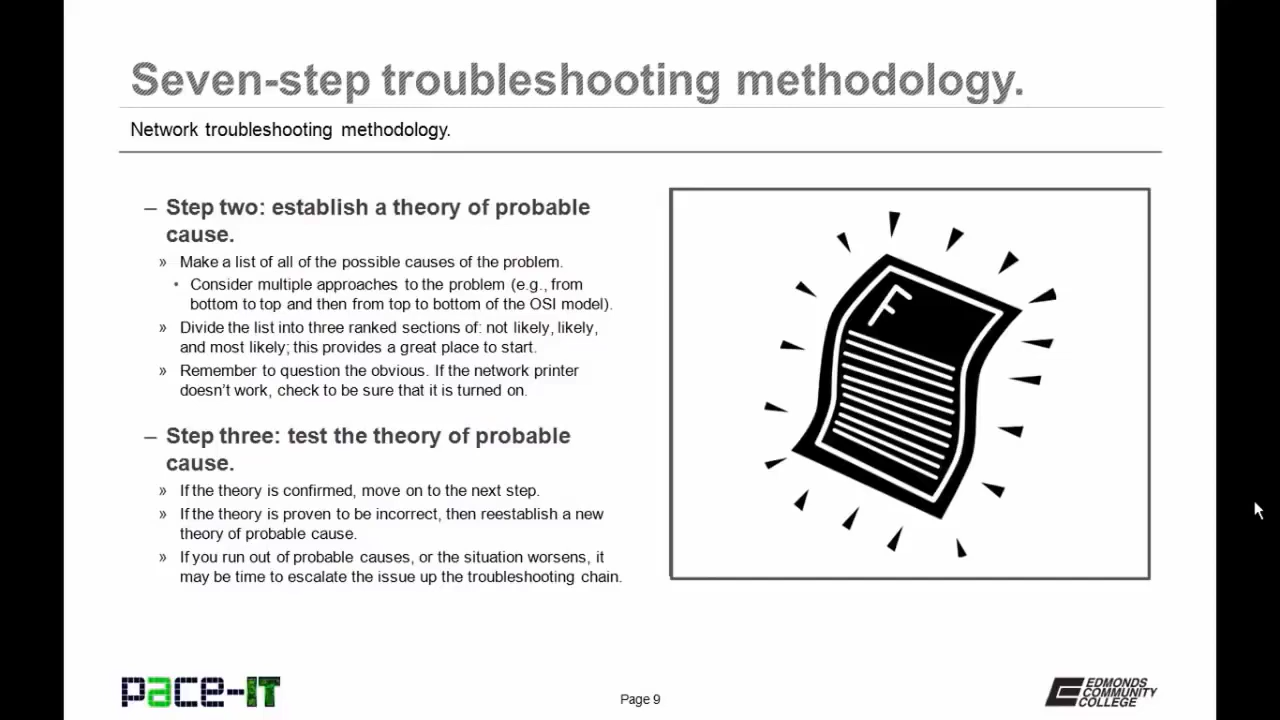 Seven-step troubleshooting methodology.
Network troubleshooting methodology.
– Step two: establish a theory of probable
cause.
» Make a list of all of the possible causes of the problem.
• Consider multiple approaches to the problem (e.g., from
bottom to top and then from top to bottom of the OSI model).
» Divide the list into three ranked sections of: not likely, likely,
and most likely; this provides a great place to start.
» Remember to question the obvious. If the network printer
doesn't work, check to be sure that it is turned on.
– Step three: test the theory of probable
cause.
» If the theory is confirmed, move on to the next step.
» If the theory is proven to be incorrect, then reestablish a new
theory of probable cause.
» If you run out of probable causes, or the situation worsens, it
may be time to escalate the issue up the troubleshooting chain.
F
pace-IT
Page 9
EDMONDS
COMMUNITY
COLLEGE